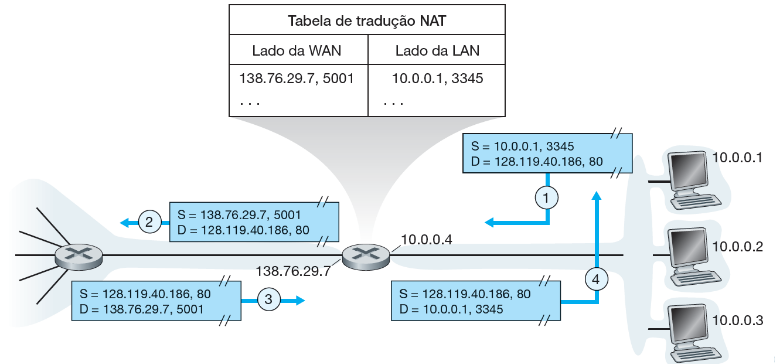 Tabela de tradução NAT
Lado da WAN
Lado da LAN
138.76.29.7, 5001
10.0.0.1, 3345
. . .
. . .
S = 10.0.0.1, 3345
D = 128.119.40.186, 80
1
10.0.0.1
2
S = 138.76.29.7, 5001
D = 128.119.40.186, 80
10.0.0.4
10.0.0.2
138.76.29.7
S = 128.119.40.186, 80
D = 138.76.29.7, 5001
3
S = 128.119.40.186, 80
D = 10.0.0.1, 3345
4
10.0.0.3